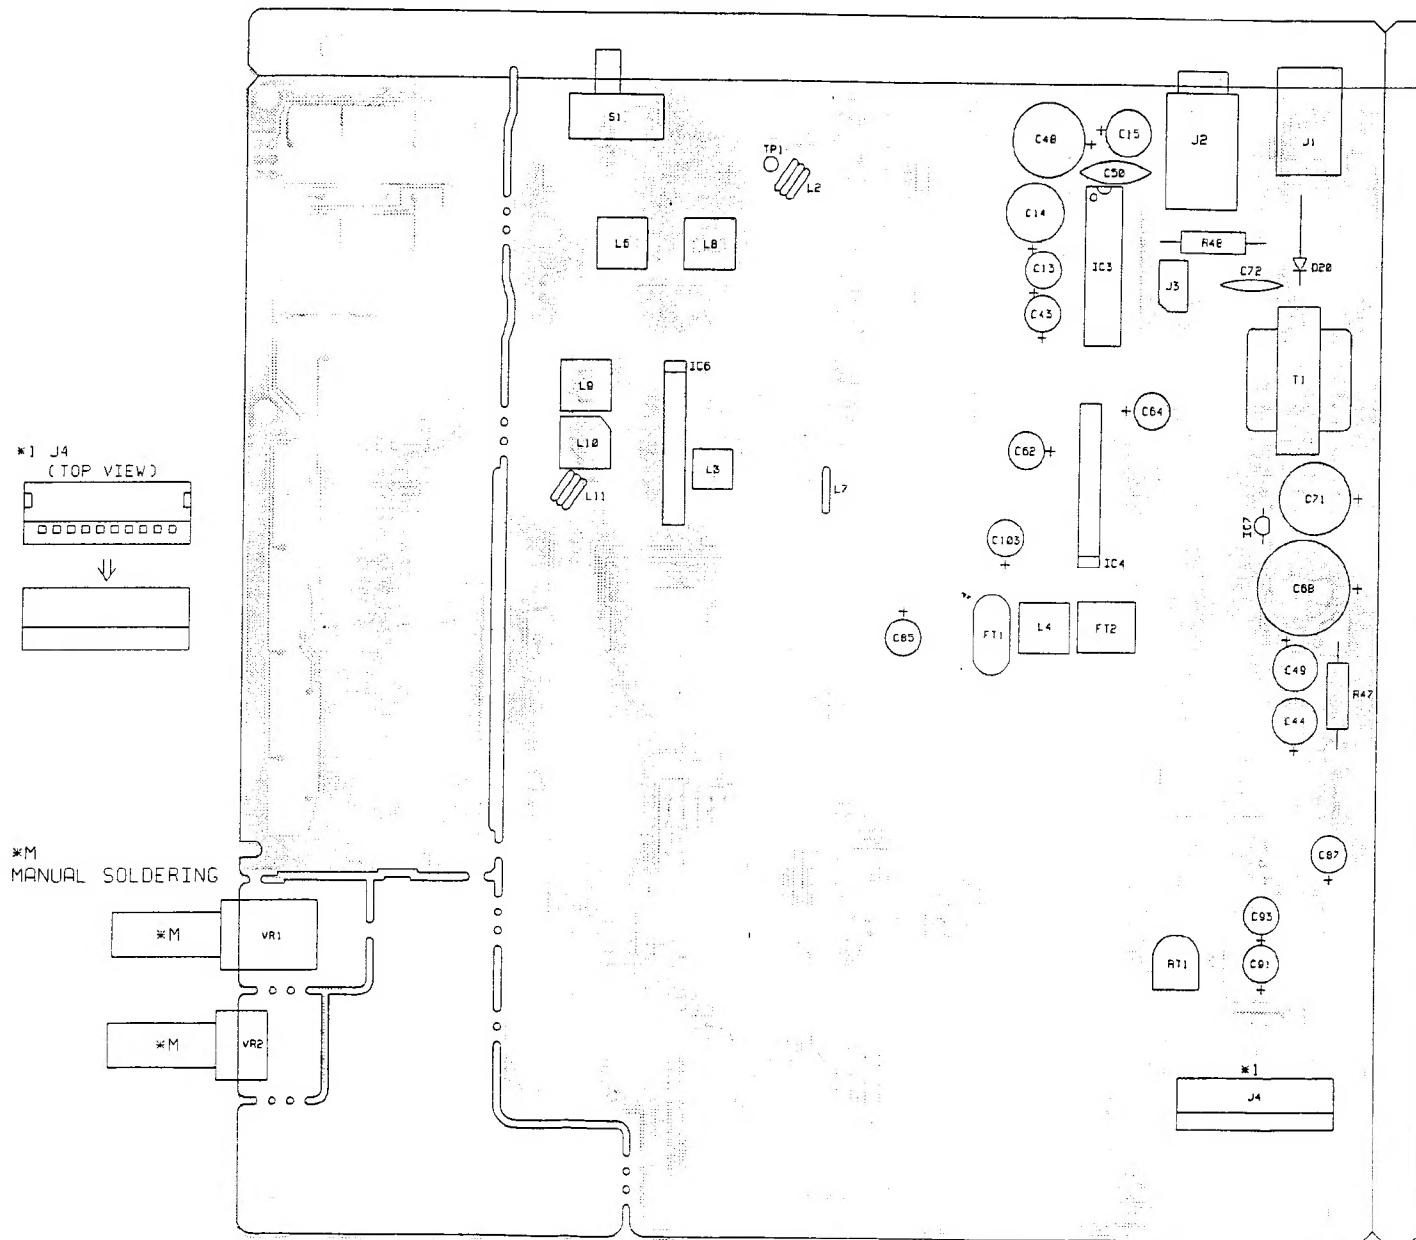 S1
TP1
L2
C48
C15
C50
J2
J1
C14
L6
L8
C13
IC3
R48
C72
D20
J3
C43
L9
IC6
T1
C64
L10
C62
L3
*1 J4
(TOP VIEW)
L11
L7
C71
IC7
C103
IC4
C68
C85
FT1
L4
FT2
C49
R47
C44
*M
MANUAL SOLDERING
C87
*M
VR1
C93
RT1
C91
*M
VR2
*1
J4